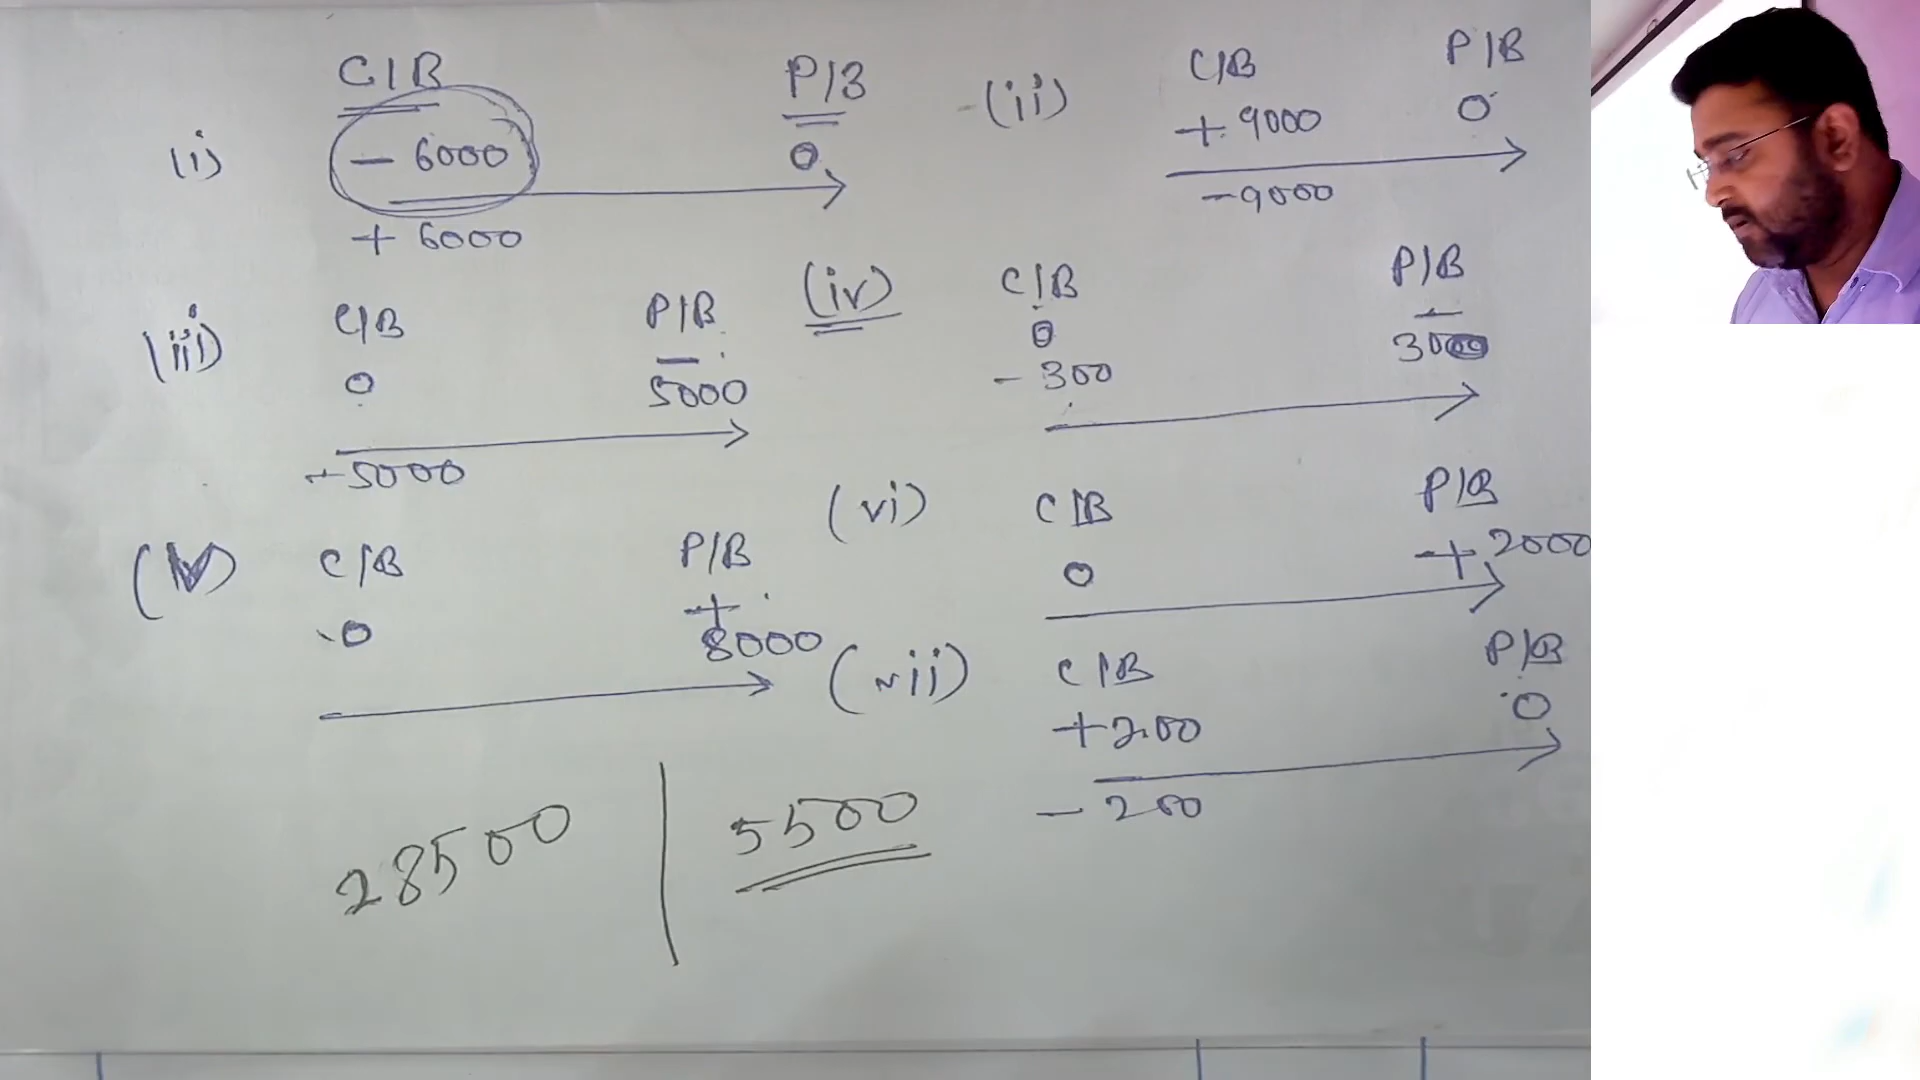 C/B P/B
(i) - 6000 0
+ 6000
(ii) C/B P/B
+ 9000 0
- 9000
(iii) C/B P/B
0 - 5000
- 5000
(iv) C/B P/B
0 - 300
- 300
(V) C/B P/B
0 + 8000
(vi) C/B P/B
0 + 2000
(vii) C/B P/B
+ 200 0
- 200
28500 | 5500